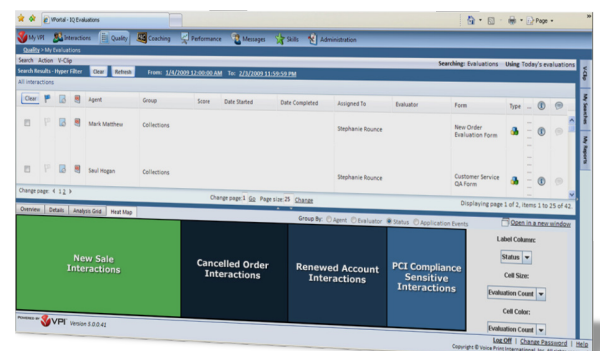 VPortal - IQ Evaluations
Page
My VPI Interactions Quality Coaching Performance Messages Skills Administration
Quality > My Evaluations
Search Action V-Clip
Searching: Evaluations Using Today's evaluations
Search Results - Hyper Filter Clear Refresh From: 1/4/2009 12:00:00 AM To: 2/3/2009 11:59:59 PM
All interactions
Clear Agent Group Score Date Started Date Completed Assigned To Evaluator Form Type ...
Mark Matthew Collections Stephanie Rounce New Order
Evaluation Form
Saul Hogan Collections Stephanie Rounce Customer Service
QA Form
V-Clip
My Searches
My Reports
Change page: 1 2
Change page: 1 Go Page size: 25 Change
Displaying page 1 of 2, items 1 to 25 of 42.
Overview Details Analysis Grid Heat Map
Group By: Agent Evaluator Status Application Events
Open in a new window
New Sale
Interactions
Cancelled Order
Interactions
Renewed Account
Interactions
PCI Compliance
Sensitive
Interactions
Label Column:
Status
Cell Size:
Evaluation Count
Cell Color:
Evaluation Count
POWERED BY VPI Version 5.0.0.41
Log Off | Change Password | Help
Copyright © Voice Print International, Inc.